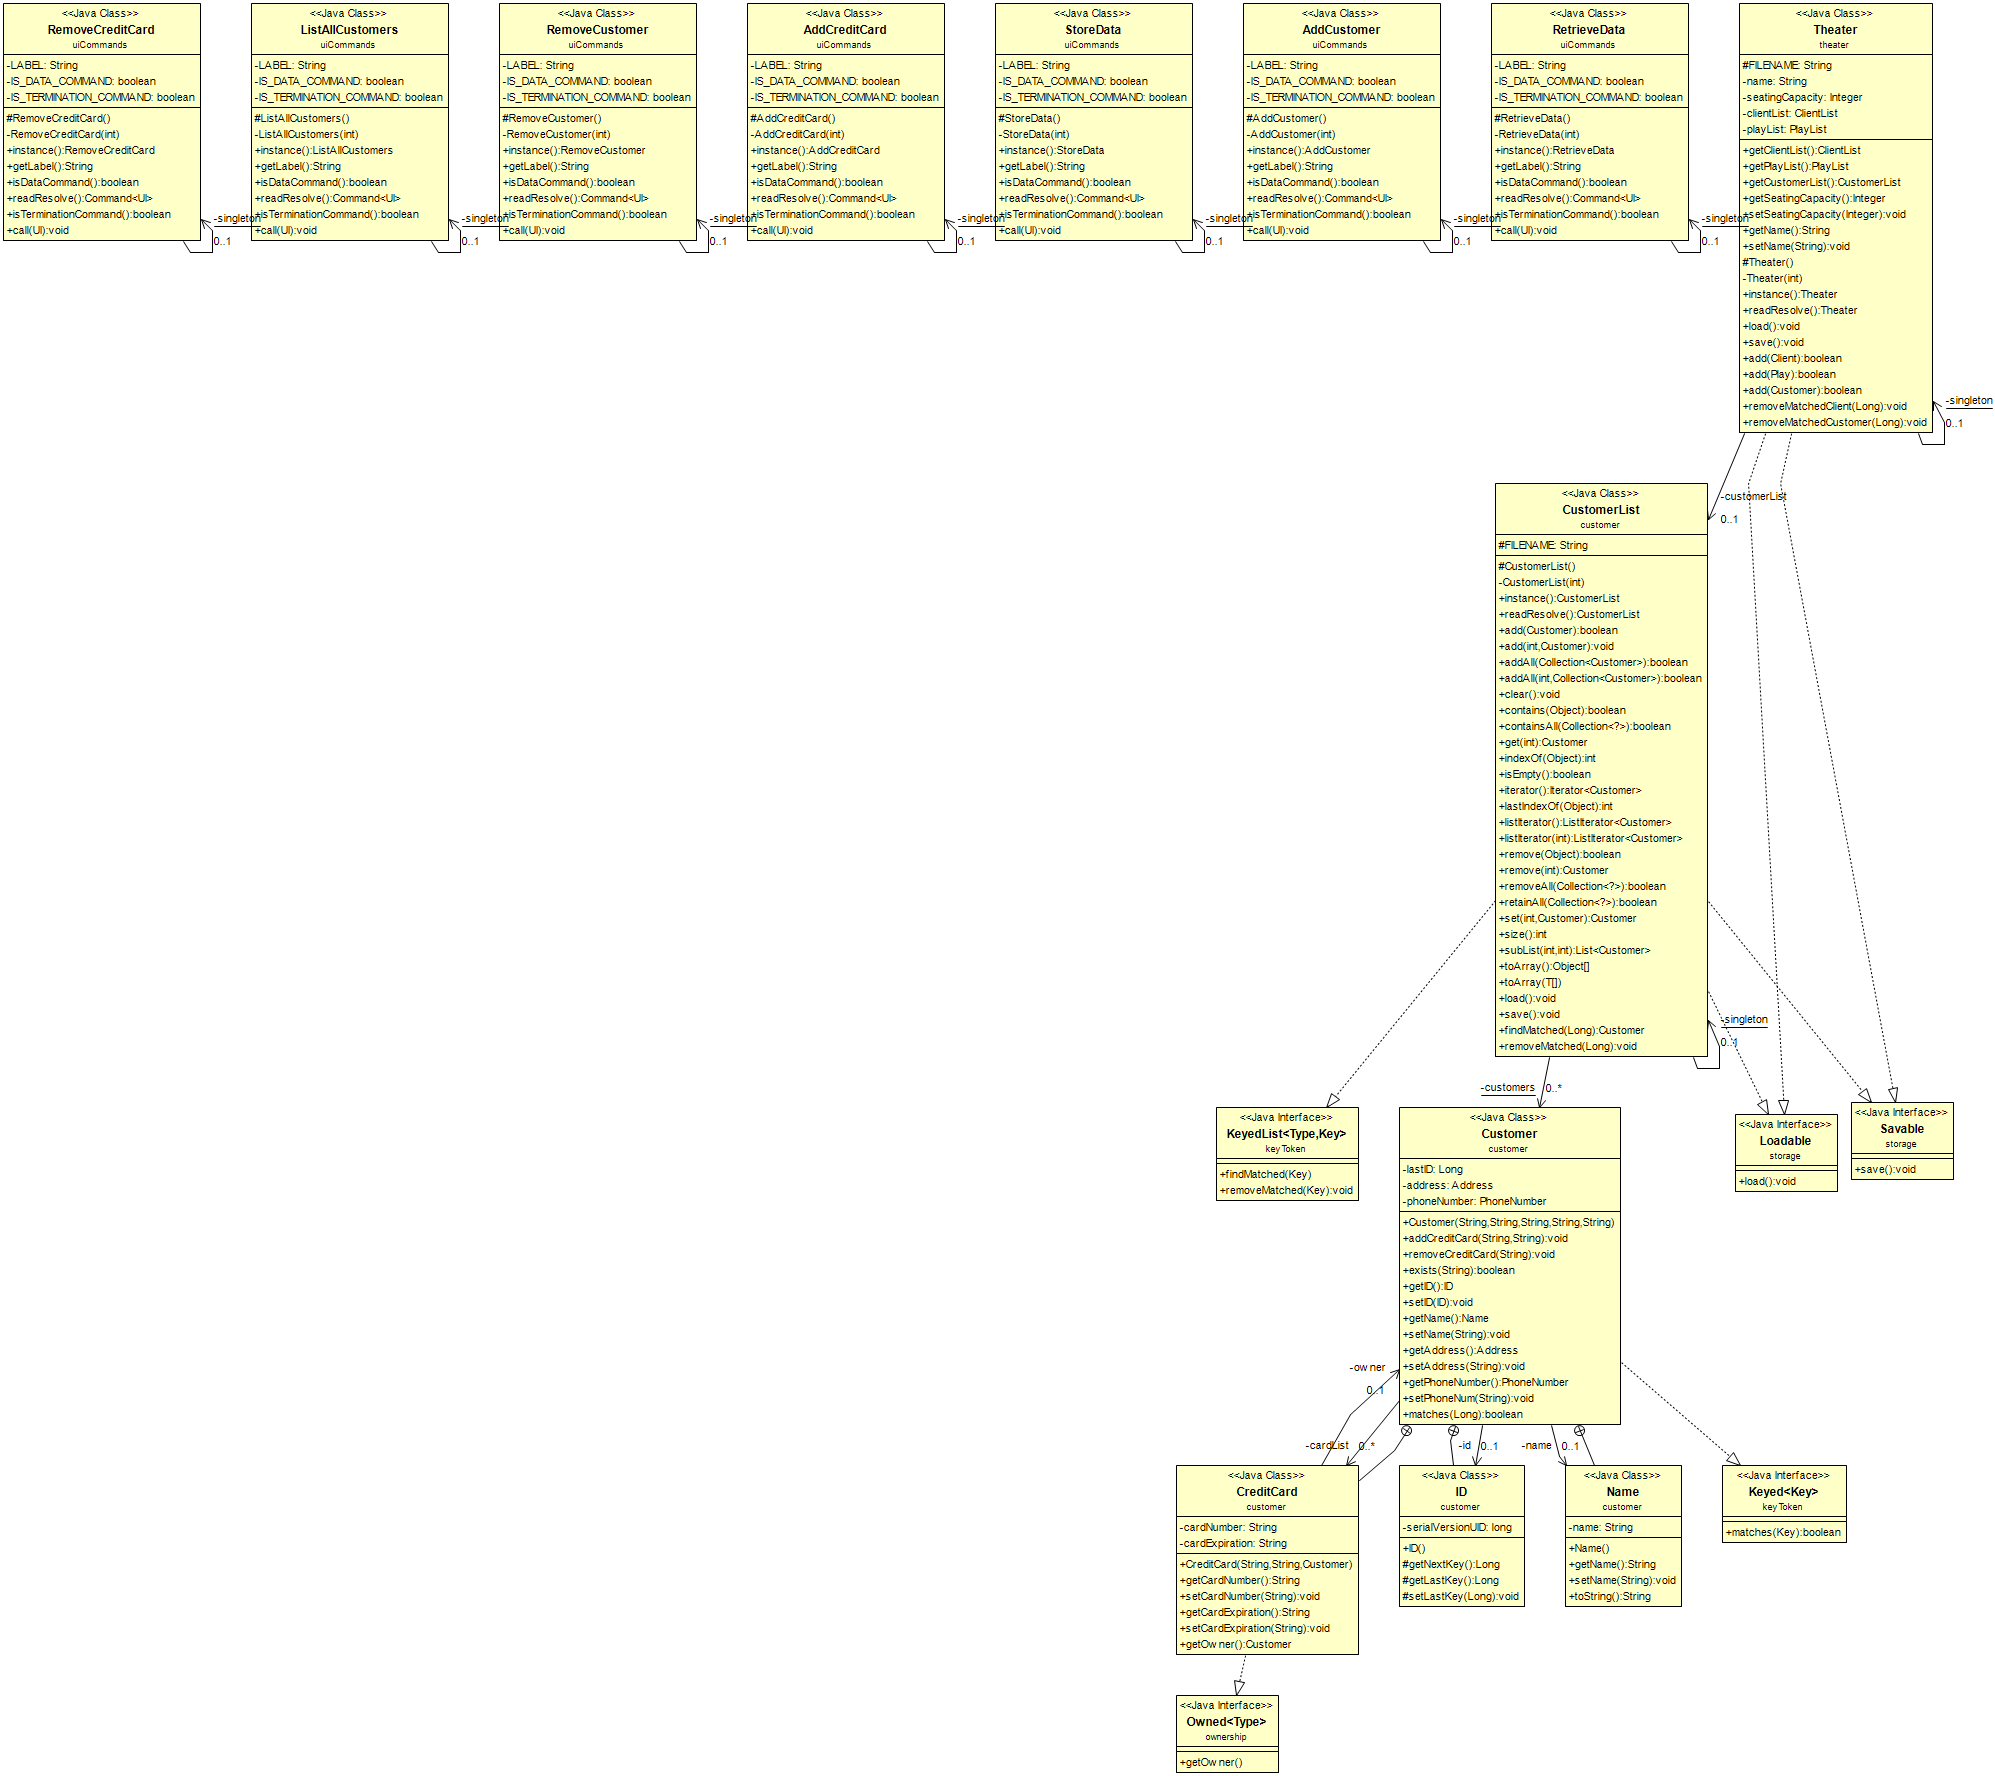 <<Java Class>>
RemoveCreditCard
uiCommands
-LABEL: String
-IS_DATA_COMMAND: boolean
-IS_TERMINATION_COMMAND: boolean
#RemoveCreditCard()
-RemoveCreditCard(int)
+instance():RemoveCreditCard
+getLabel():String
+isDataCommand():boolean
+readResolve():Command<UI>
+isTerminationCommand():boolean
+call(UI):void
-singleton
0..1
<<Java Class>>
ListAllCustomers
uiCommands
-LABEL: String
-IS_DATA_COMMAND: boolean
-IS_TERMINATION_COMMAND: boolean
#ListAllCustomers()
-ListAllCustomers(int)
+instance():ListAllCustomers
+getLabel():String
+isDataCommand():boolean
+readResolve():Command<UI>
+isTerminationCommand():boolean
+call(UI):void
-singleton
0..1
<<Java Class>>
RemoveCustomer
uiCommands
-LABEL: String
-IS_DATA_COMMAND: boolean
-IS_TERMINATION_COMMAND: boolean
#RemoveCustomer()
-RemoveCustomer(int)
+instance():RemoveCustomer
+getLabel():String
+isDataCommand():boolean
+readResolve():Command<UI>
+isTerminationCommand():boolean
+call(UI):void
-singleton
0..1
<<Java Class>>
AddCreditCard
uiCommands
-LABEL: String
-IS_DATA_COMMAND: boolean
-IS_TERMINATION_COMMAND: boolean
#AddCreditCard()
-AddCreditCard(int)
+instance():AddCreditCard
+getLabel():String
+isDataCommand():boolean
+readResolve():Command<UI>
+isTerminationCommand():boolean
+call(UI):void
-singleton
0..1
<<Java Class>>
StoreData
uiCommands
-LABEL: String
-IS_DATA_COMMAND: boolean
-IS_TERMINATION_COMMAND: boolean
#StoreData()
-StoreData(int)
+instance():StoreData
+getLabel():String
+isDataCommand():boolean
+readResolve():Command<UI>
+isTerminationCommand():boolean
+call(UI):void
-singleton
0..1
<<Java Class>>
AddCustomer
uiCommands
-LABEL: String
-IS_DATA_COMMAND: boolean
-IS_TERMINATION_COMMAND: boolean
#AddCustomer()
-AddCustomer(int)
+instance():AddCustomer
+getLabel():String
+isDataCommand():boolean
+readResolve():Command<UI>
+isTerminationCommand():boolean
+call(UI):void
-singleton
0..1
<<Java Class>>
RetrieveData
uiCommands
-LABEL: String
-IS_DATA_COMMAND: boolean
-IS_TERMINATION_COMMAND: boolean
#RetrieveData()
-RetrieveData(int)
+instance():RetrieveData
+getLabel():String
+isDataCommand():boolean
+readResolve():Command<UI>
+isTerminationCommand():boolean
+call(UI):void
-singleton
0..1
<<Java Class>>
Theater
theater
#FILENAME: String
-name: String
-seatingCapacity: Integer
-clientList: ClientList
-playList: PlayList
+getClientList():ClientList
+getPlayList():PlayList
+getCustomerList():CustomerList
+getSeatingCapacity():Integer
+setSeatingCapacity(Integer):void
+getName():String
+setName(String):void
#Theater()
-Theater(int)
+instance():Theater
+readResolve():Theater
+load():void
+save():void
+add(Client):boolean
+add(Play):boolean
+add(Customer):boolean
+removeMatchedClient(Long):void
+removeMatchedCustomer(Long):void
-singleton
0..1
-customerList
0..1
<<Java Class>>
CustomerList
customer
#FILENAME: String
#CustomerList()
-CustomerList(int)
+instance():CustomerList
+readResolve():CustomerList
+add(Customer):boolean
+add(int,Customer):void
+addAll(Collection<Customer>):boolean
+addAll(int,Collection<Customer>):boolean
+clear():void
+contains(Object):boolean
+containsAll(Collection<?>):boolean
+get(int):Customer
+indexOf(Object):int
+isEmpty():boolean
+iterator():Iterator<Customer>
+lastIndexOf(Object):int
+listIterator():ListIterator<Customer>
+listIterator(int):ListIterator<Customer>
+remove(Object):boolean
+remove(int):Customer
+removeAll(Collection<?>):boolean
+retainAll(Collection<?>):boolean
+set(int,Customer):Customer
+size():int
+subList(int,int):List<Customer>
+toArray():Object[]
+toArray(T[])
+load():void
+save():void
+findMatched(Long):Customer
+removeMatched(Long):void
-singleton
0..1
-customers
0..*
<<Java Interface>>
KeyedList<Type,Key>
keyToken
+findMatched(Key)
+removeMatched(Key):void
<<Java Class>>
Customer
customer
-lastID: Long
-address: Address
-phoneNumber: PhoneNumber
+Customer(String,String,String,String,String)
+addCreditCard(String,String):void
+removeCreditCard(String):void
+exists(String):boolean
+getID():ID
+setID(ID):void
+getName():Name
+setName(String):void
+getAddress():Address
+setAddress(String):void
+getPhoneNumber():PhoneNumber
+setPhoneNum(String):void
+matches(Long):boolean
<<Java Interface>>
Loadable
storage
+load():void
<<Java Interface>>
Savable
storage
+save():void
-owner
0..1
-cardList
0..*
-id
0..1
-name
0..1
<<Java Class>>
CreditCard
customer
-cardNumber: String
-cardExpiration: String
+CreditCard(String,String,Customer)
+getCardNumber():String
+setCardNumber(String):void
+getCardExpiration():String
+setCardExpiration(String):void
+getOwner():Customer
<<Java Class>>
ID
customer
-serialVersionUID: long
+ID()
#getNextKey():Long
#getLastKey():Long
#setLastKey(Long):void
<<Java Class>>
Name
customer
-name: String
+Name()
+getName():String
+setName(String):void
+toString():String
<<Java Interface>>
Keyed<Key>
keyToken
+matches(Key):boolean
<<Java Interface>>
Owned<Type>
ownership
+getOwner()